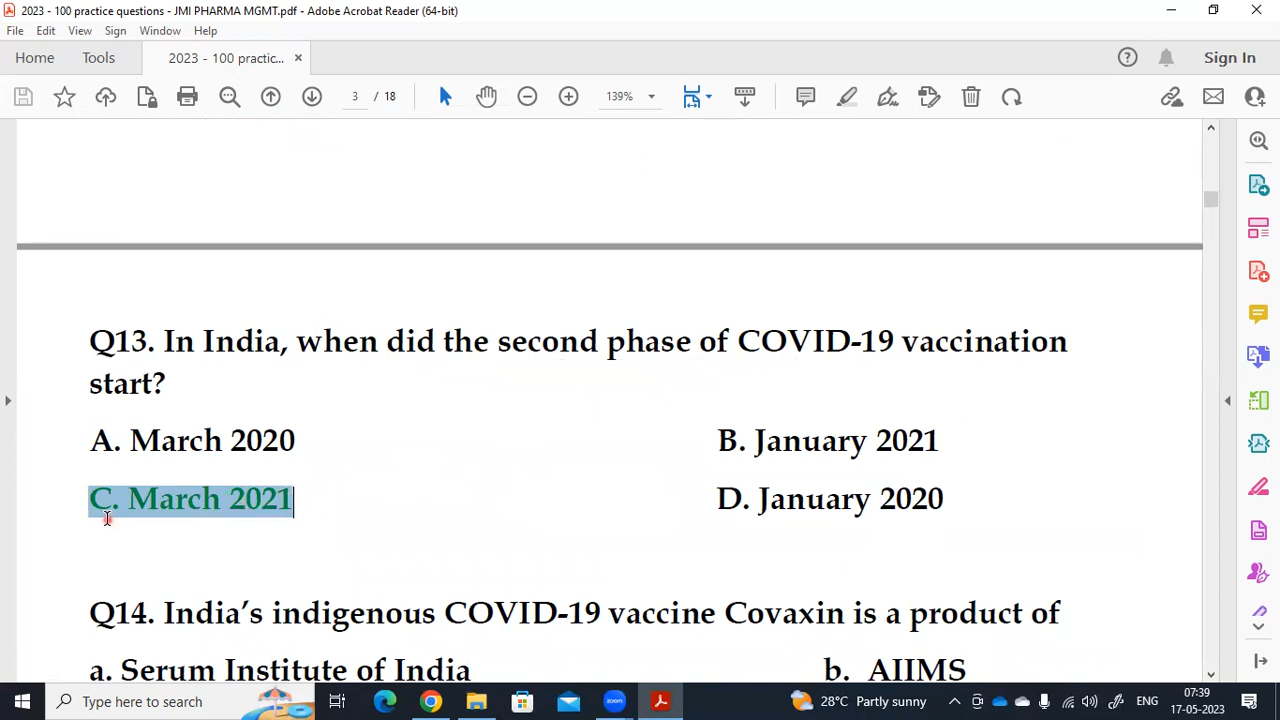 2023 - 100 practice questions - JMI PHARMA MGMT.pdf - Adobe Acrobat Reader (64-bit)
File Edit View Sign Window Help
Home Tools 2023 - 100 practic... × Sign In
3 / 18 139%
Q13. In India, when did the second phase of COVID-19 vaccination
start?
A. March 2020 B. January 2021
C. March 2021 D. January 2020
Q14. India’s indigenous COVID-19 vaccine Covaxin is a product of
a. Serum Institute of India b. AIIMS
Type here to search zoom 28°C Partly sunny ENG 07:39
17-05-2023